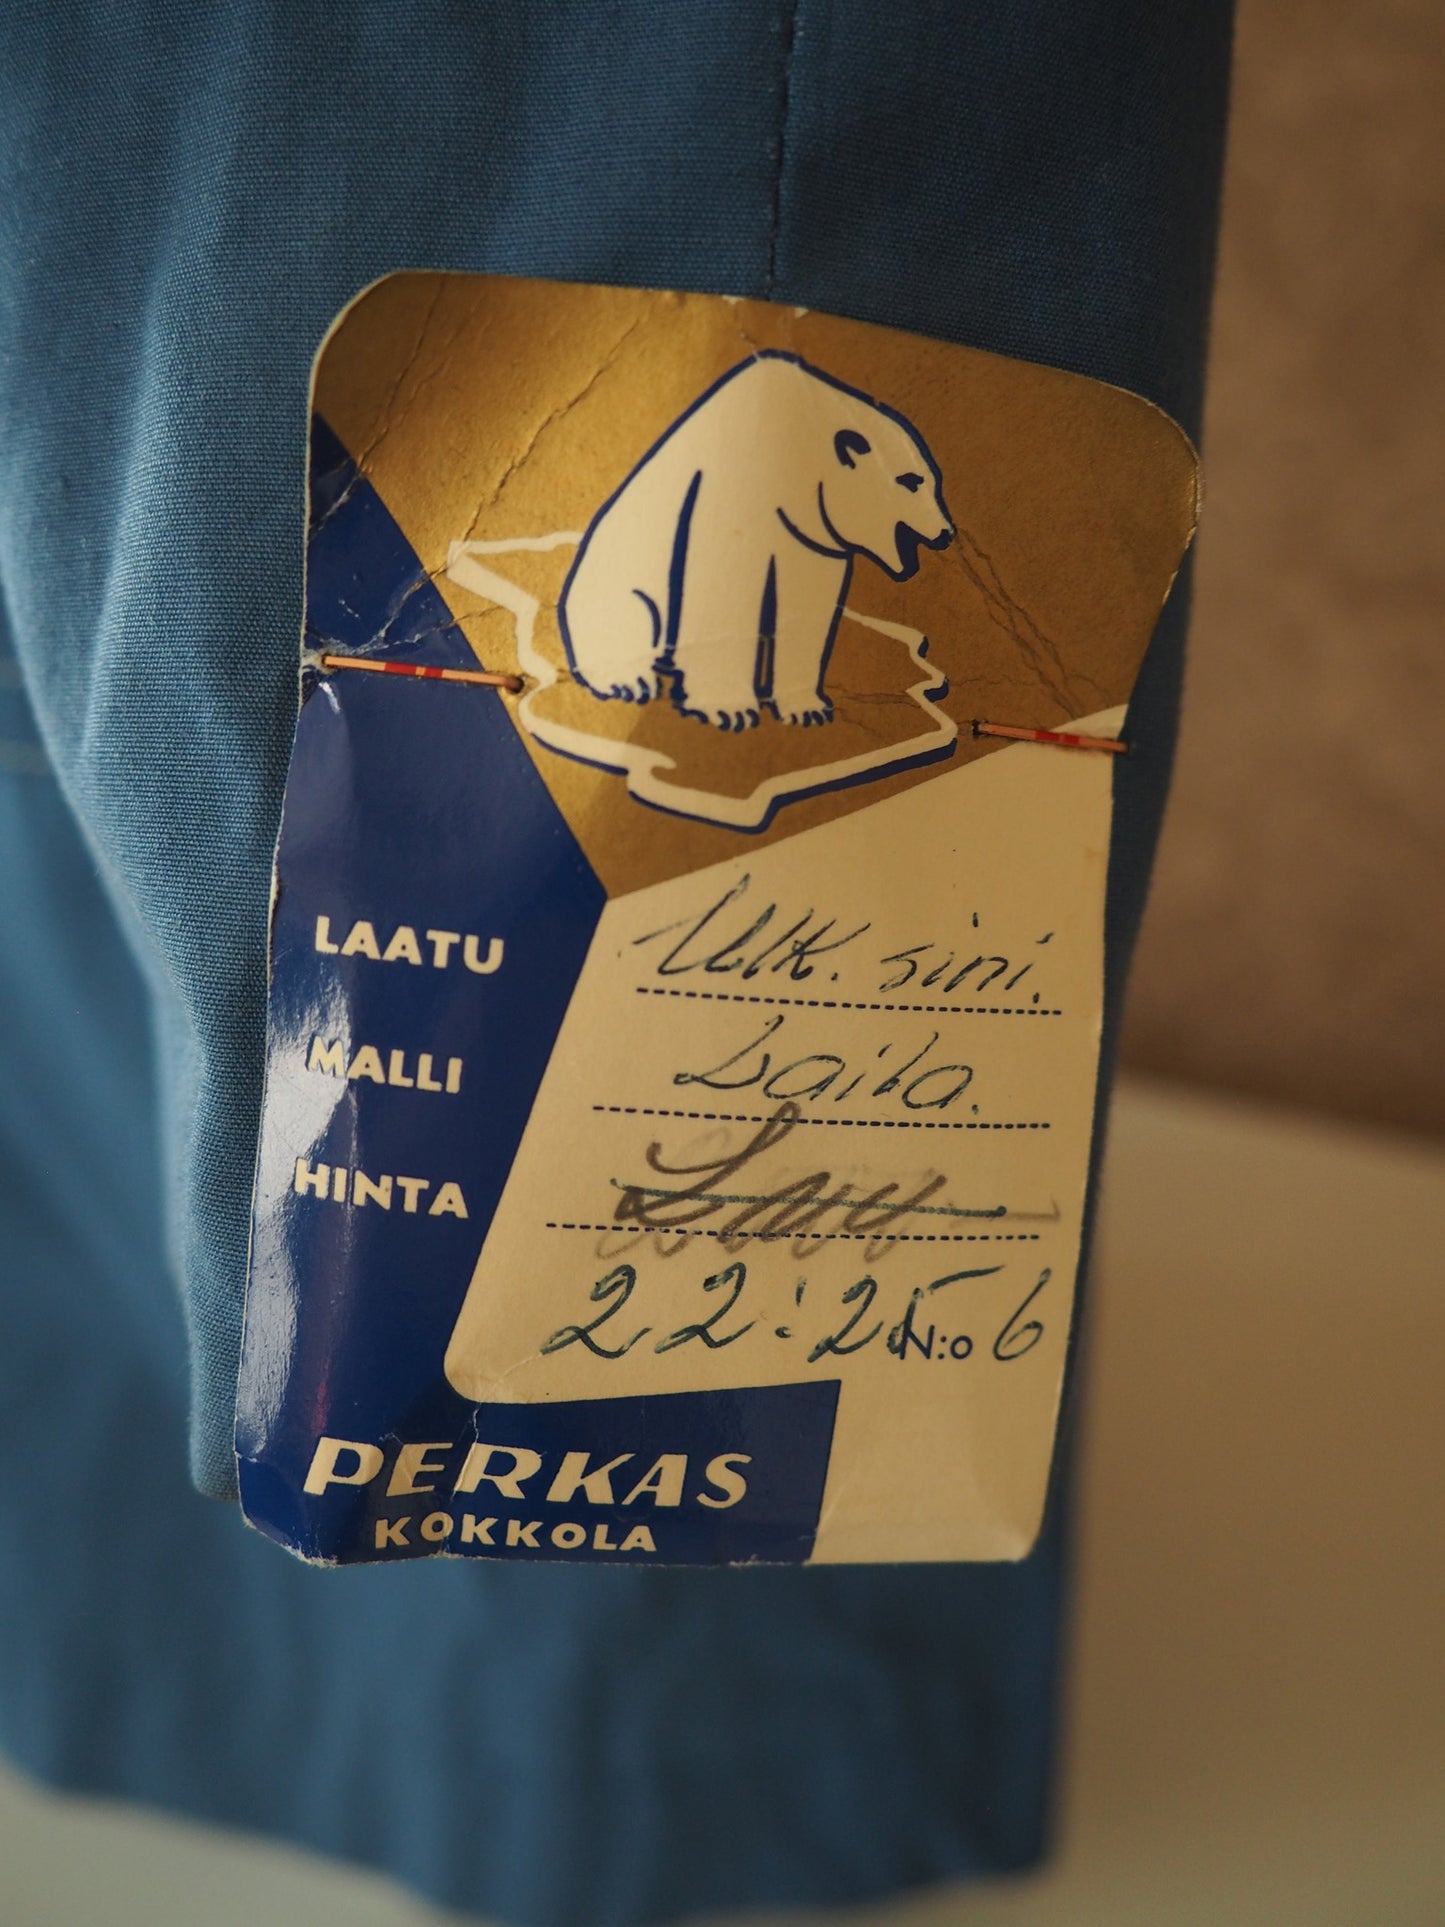 LAATU Ulk. sini.
MALLI Laila.
HINTA
22:25 N:o 6
PERKAS
KOKKOLA